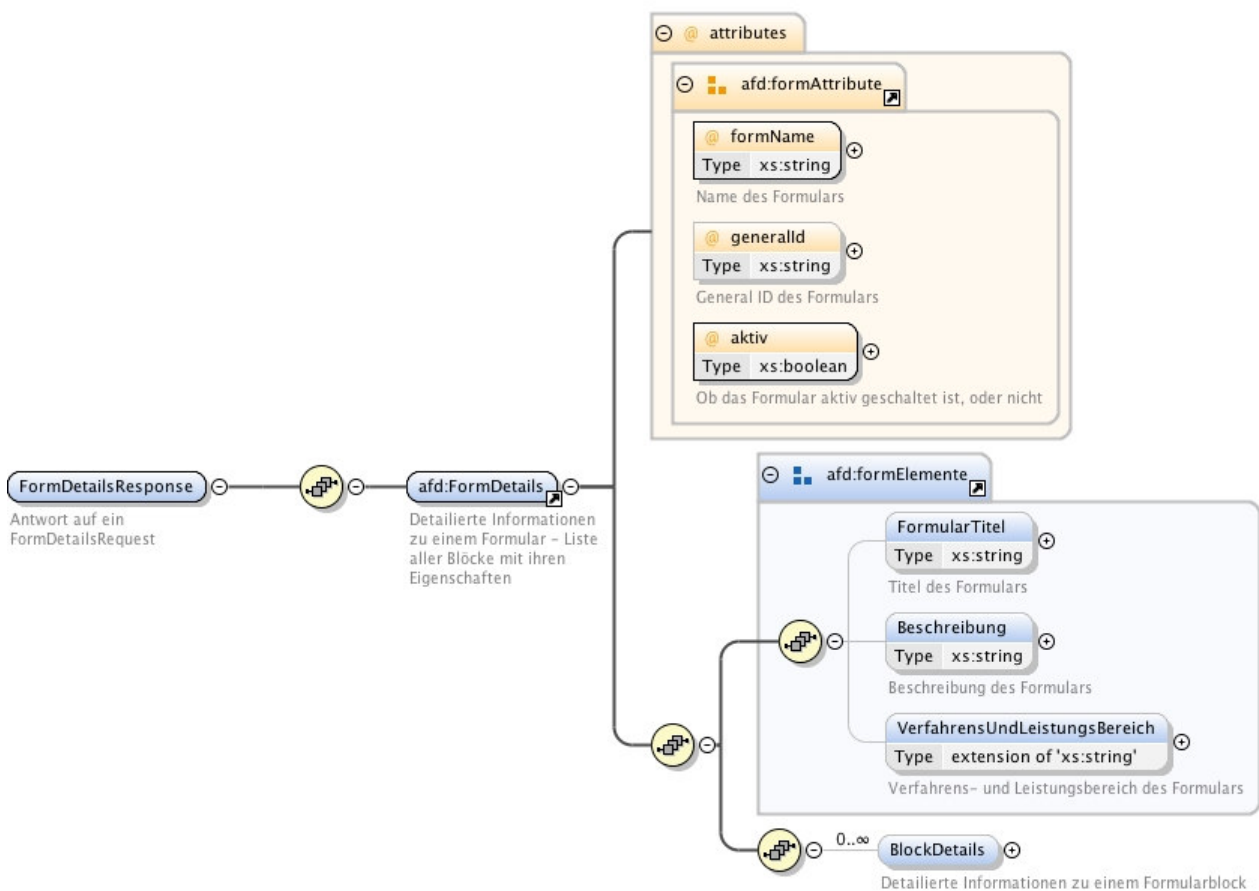 @ attributes
afd:formAttribute
@ formName
Type xs:string
Name des Formulars
@ generalId
Type xs:string
General ID des Formulars
@ aktiv
Type xs:boolean
Ob das Formular aktiv geschaltet ist, oder nicht
FormDetailsResponse
Antwort auf ein
FormDetailsRequest
afd:FormDetails
Detailierte Informationen
zu einem Formular – Liste
aller Blöcke mit ihren
Eigenschaften
afd:formElemente
FormularTitel
Type xs:string
Titel des Formulars
Beschreibung
Type xs:string
Beschreibung des Formulars
VerfahrensUndLeistungsBereich
Type extension of 'xs:string'
Verfahrens– und Leistungsbereich des Formulars
0..∞
BlockDetails
Detailierte Informationen zu einem Formularblock